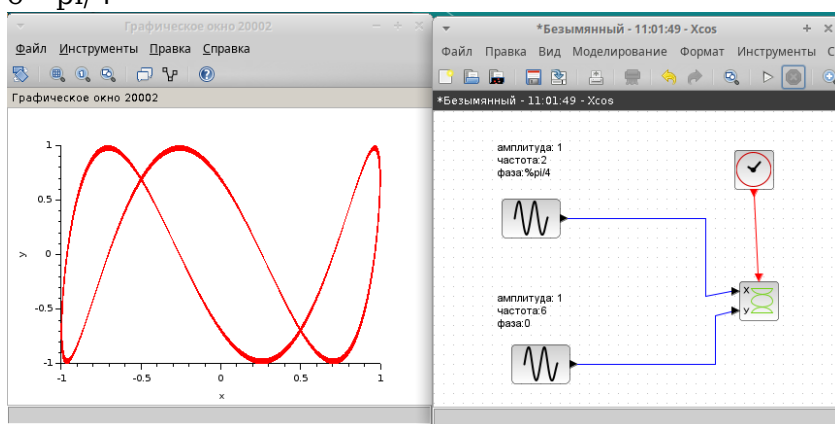 Графическое окно 20002
Файл Инструменты Правка Справка
Графическое окно 20002
1
0.5
0
-0.5
-1
y
-1 -0.5 0 0.5 1
x
*Безымянный - 11:01:49 - Xcos
Файл Правка Вид Моделирование Формат Инструменты
*Безымянный - 11:01:49 - Xcos
амплитуда: 1
частота:2
фаза:%pi/4
X
У
амплитуда: 1
частота:6
фаза:0